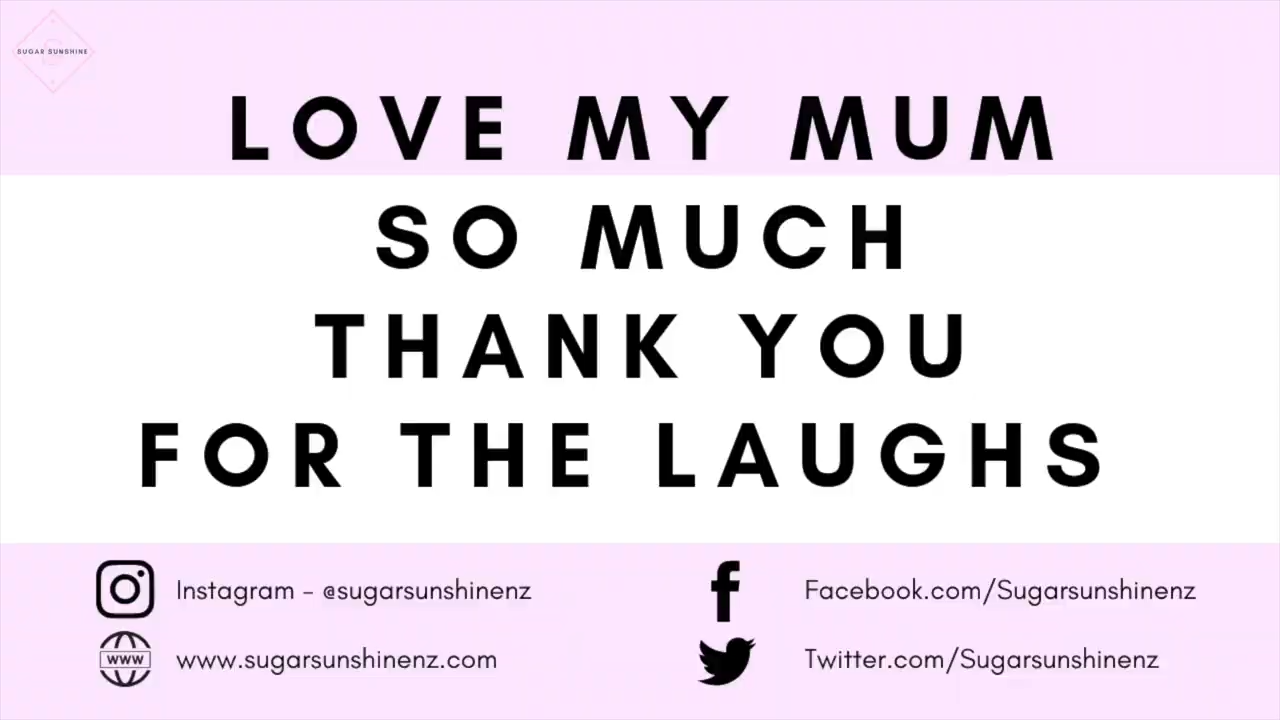 SUGAR SUNSHINE
LOVE MY MUM
SO MUCH
THANK YOU
FOR THE LAUGHS
Instagram - @sugarsunshinenz
Facebook.com/Sugarsunshinenz
WWW
www.sugarsunshinenz.com
Twitter.com/Sugarsunshinenz